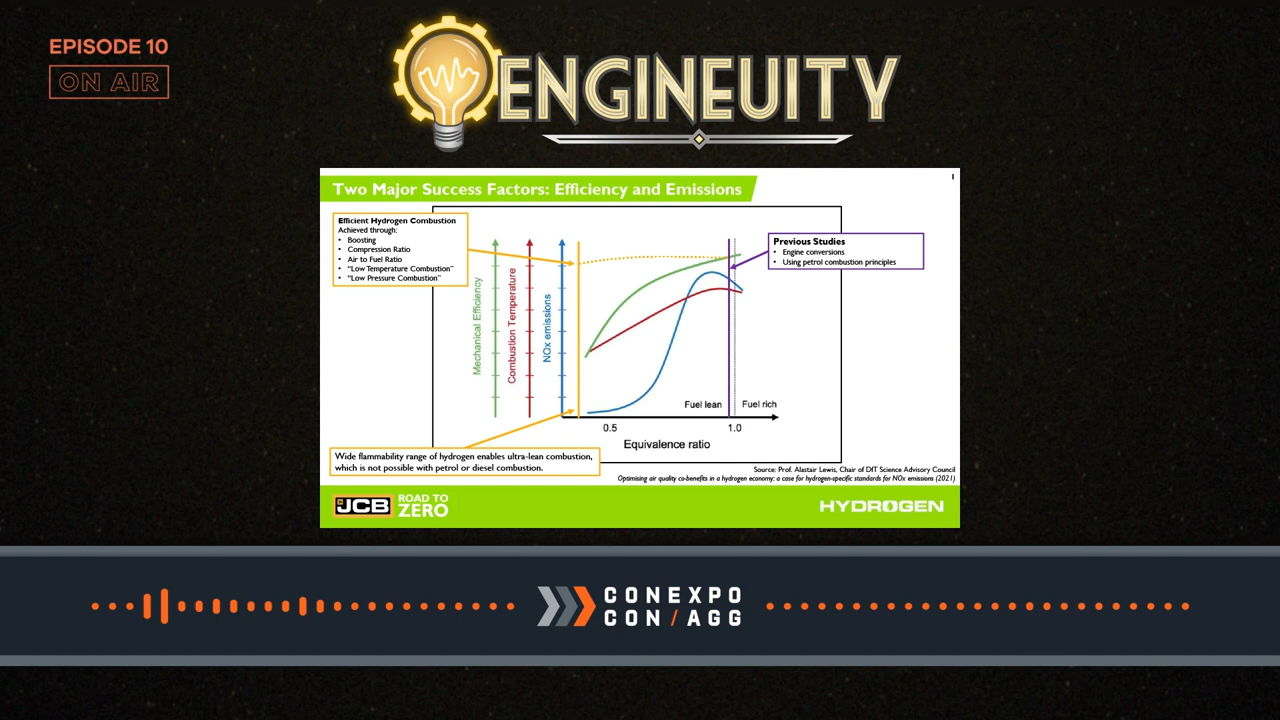 EPISODE 10
ON AIR
ENGINEUITY
1
Two Major Success Factors: Efficiency and Emissions
Efficient Hydrogen Combustion
Achieved through:
• Boosting
• Compression Ratio
• Air to Fuel Ratio
• "Low Temperature Combustion"
• "Low Pressure Combustion"
Previous Studies
• Engine conversions
• Using petrol combustion principles
Mechanical Efficiency
Combustion Temperature
NOx emissions
Fuel lean
Fuel rich
0.5
1.0
Equivalence ratio
Wide flammability range of hydrogen enables ultra-lean combustion,
which is not possible with petrol or diesel combustion.
Source: Prof. Alastair Lewis, Chair of DfT Science Advisory Council
Optimising air quality co-benefits in a hydrogen economy: a case for hydrogen-specific standards for NOx emissions (2021)
JCB
ROAD TO
ZERO
HYDROGEN
CONEXPO
CON/AGG